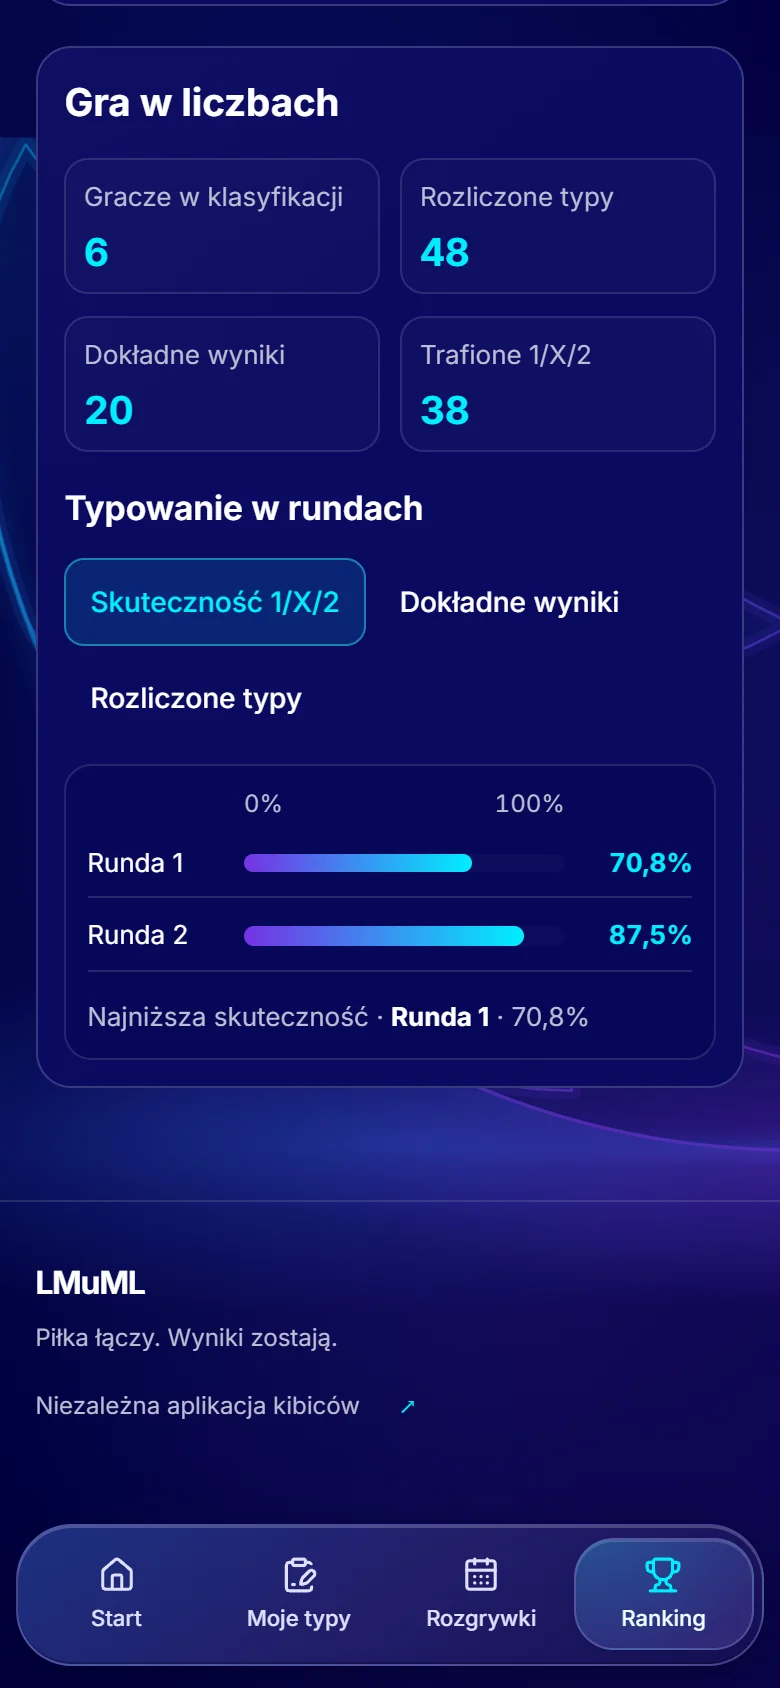 Gra w liczbach
Gracze w klasyfikacji
6
Rozliczone typy
48
Dokładne wyniki
20
Trafione 1/X/2
38
Typowanie w rundach
Skuteczność 1/X/2
Dokładne wyniki
Rozliczone typy
0% 100%
Runda 1 70,8%
Runda 2 87,5%
Najniższa skuteczność · Runda 1 · 70,8%
LMuML
Piłka łączy. Wyniki zostają.
Niezależna aplikacja kibiców ↗
Start
Moje typy
Rozgrywki
Ranking